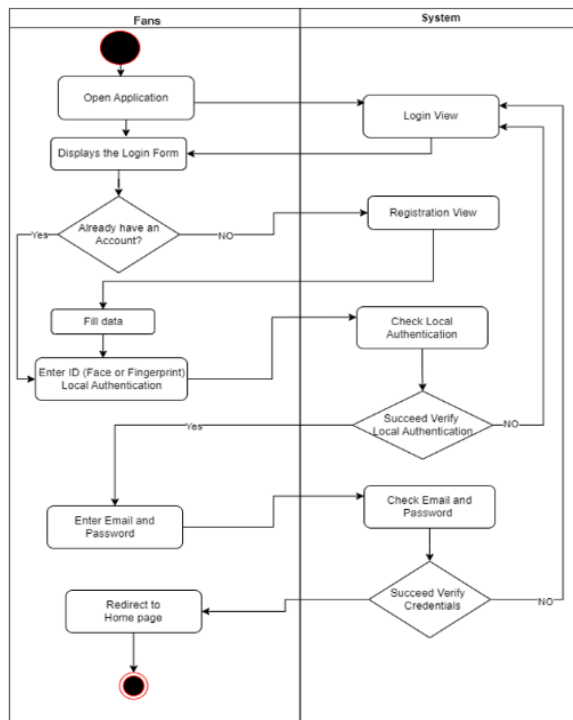 Fans
System
Open Application
Login View
Displays the Login Form
Already have an
Account?
Yes
NO
Registration View
Fill data
Check Local
Authentication
Enter ID (Face or Fingerprint)
Local Authentication
Succeed Verify
Local Authentication
NO
Yes
Enter Email and
Password
Check Email and
Password
Succeed Verify
Credentials
NO
Redirect to
Home page